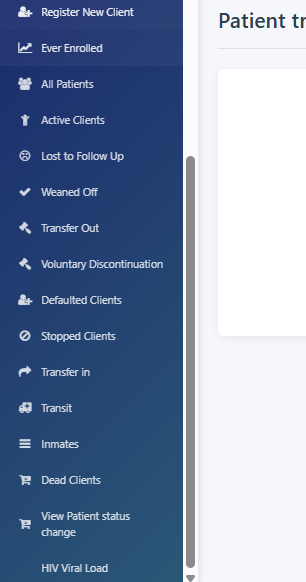 Register New Client
Patient tr
Ever Enrolled
All Patients
Active Clients
Lost to Follow Up
Weaned Off
Transfer Out
Voluntary Discontinuation
Defaulted Clients
Stopped Clients
Transfer in
Transit
Inmates
Dead Clients
View Patient status
change
HIV Viral Load